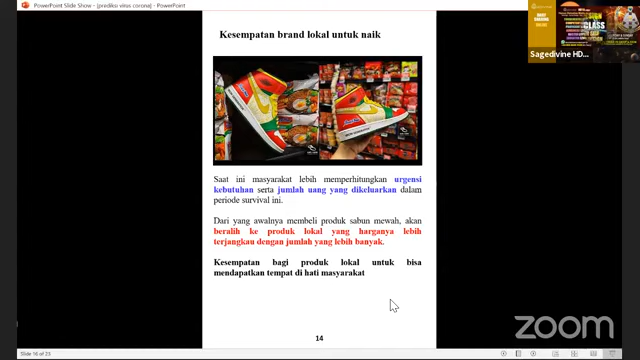 PowerPoint Slide Show - [prediksi virus corona] - PowerPoint
Kesempatan brand lokal untuk naik
Saat ini masyarakat lebih memperhitungkan urgensi
kebutuhan serta jumlah uang yang dikeluarkan dalam
periode survival ini.
Dari yang awalnya membeli produk sabun mewah, akan
beralih ke produk lokal yang harganya lebih
terjangkau dengan jumlah yang lebih banyak.
Kesempatan bagi produk lokal untuk bisa
mendapatkan tempat di hati masyarakat
14
Sagedivine HD...
CLASS
zoom
Slide 16 of 23